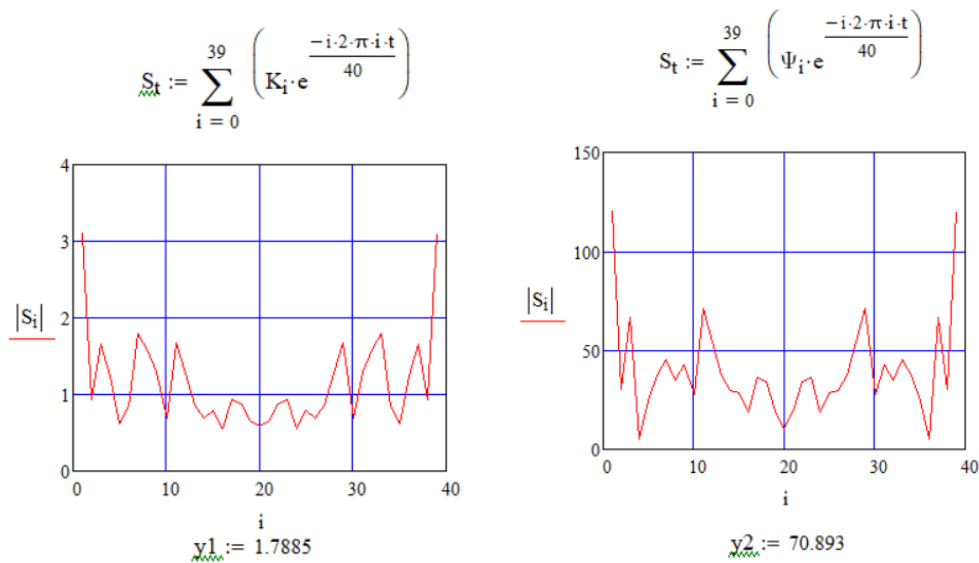 S_t := ∑_{i = 0}^{39} (K_i · e^{(-i·2·π·i·t)/40})
S_t := ∑_{i = 0}^{39} (Ψ_i · e^{(-i·2·π·i·t)/40})
4
3
2
1
0
|S_i|
0 10 20 30 40
i
y1 := 1.7885
150
100
50
0
|S_i|
0 10 20 30 40
i
y2 := 70.893